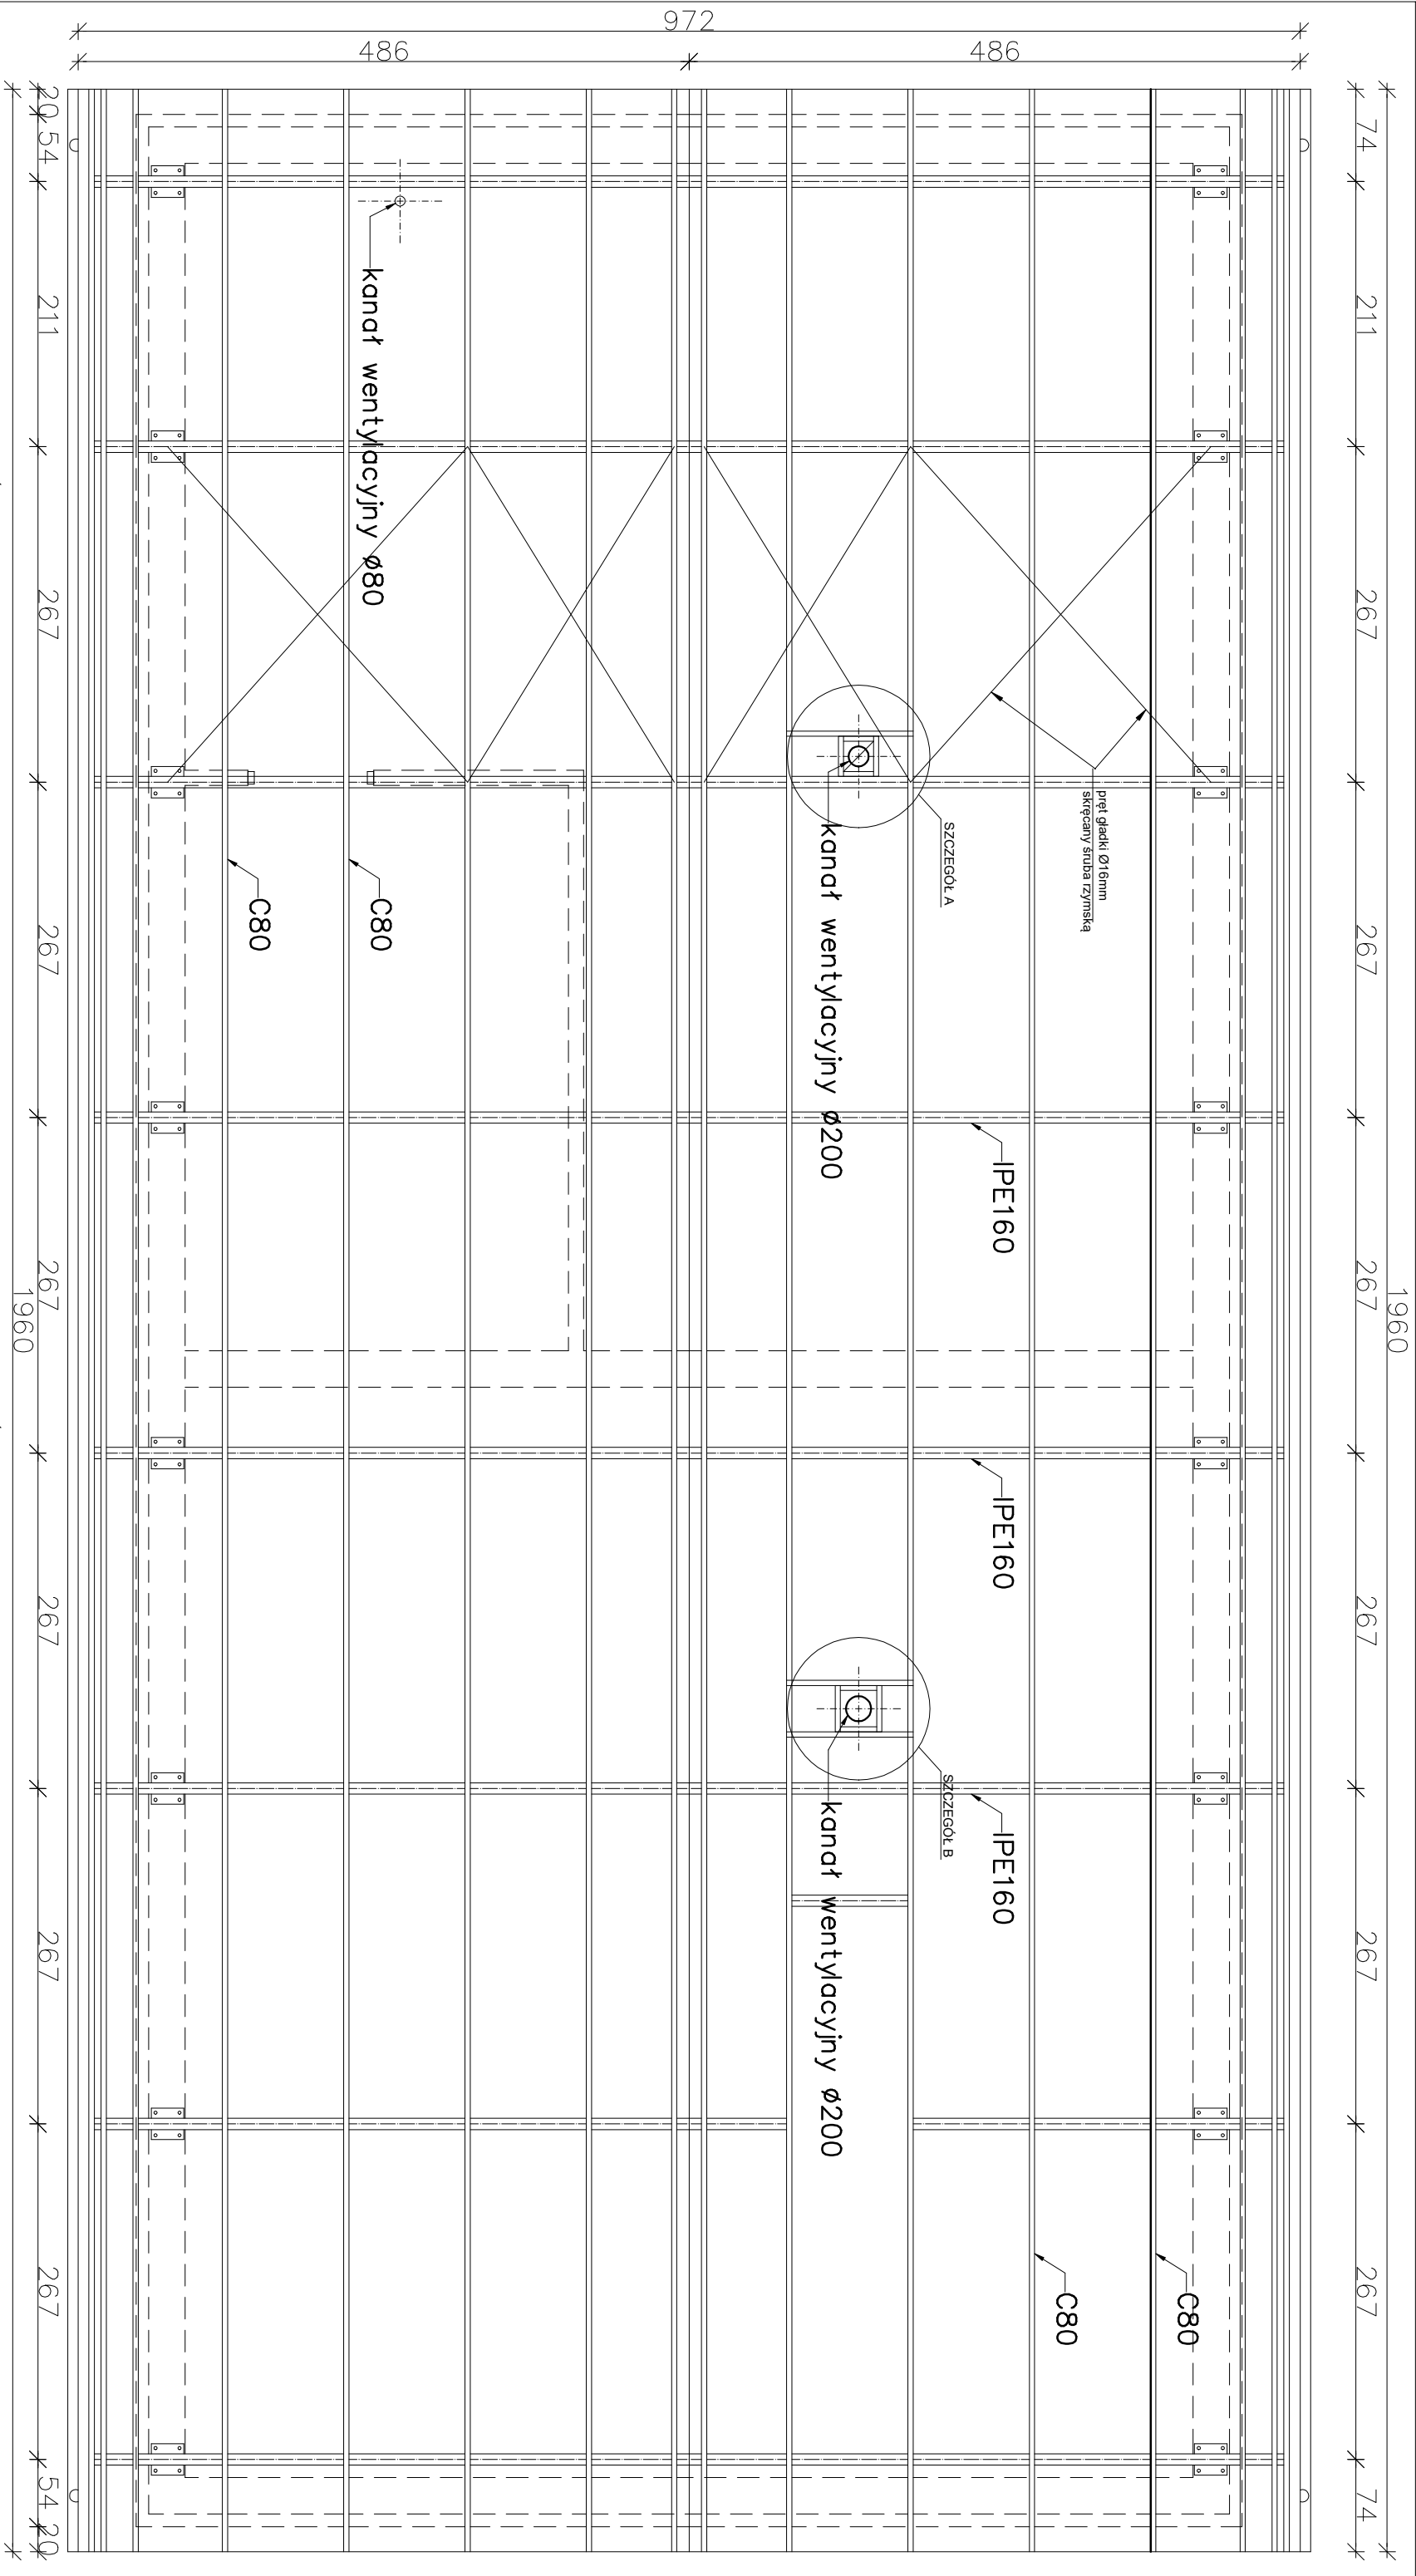 972
486
486
74
211
267
267
267
267
267
267
74
1960
20
54
211
267
267
267
267
267
267
54
20
1960
kanał wentylacyjny ø80
pręt gładki Ø16mm
skręcany śruba rzymską
SZCZEGÓŁ A
kanał wentylacyjny ø200
C80
C80
IPE160
IPE160
IPE160
SZCZEGÓŁ B
kanał wentylacyjny ø200
C80
C80